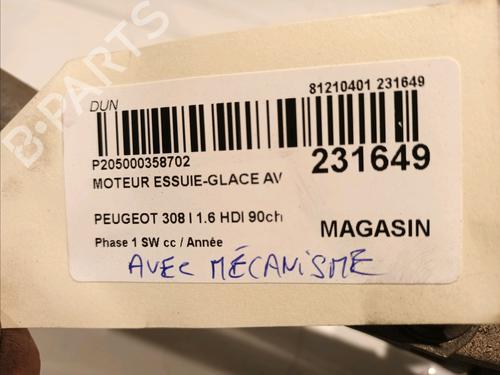 DUN
81210401 231649
P205000358702
231649
MOTEUR ESSUIE-GLACE AV
PEUGEOT 308 I 1.6 HDI 90ch
MAGASIN
Phase 1 SW cc / Année
AVEC MÉCANISME
B-PARTS